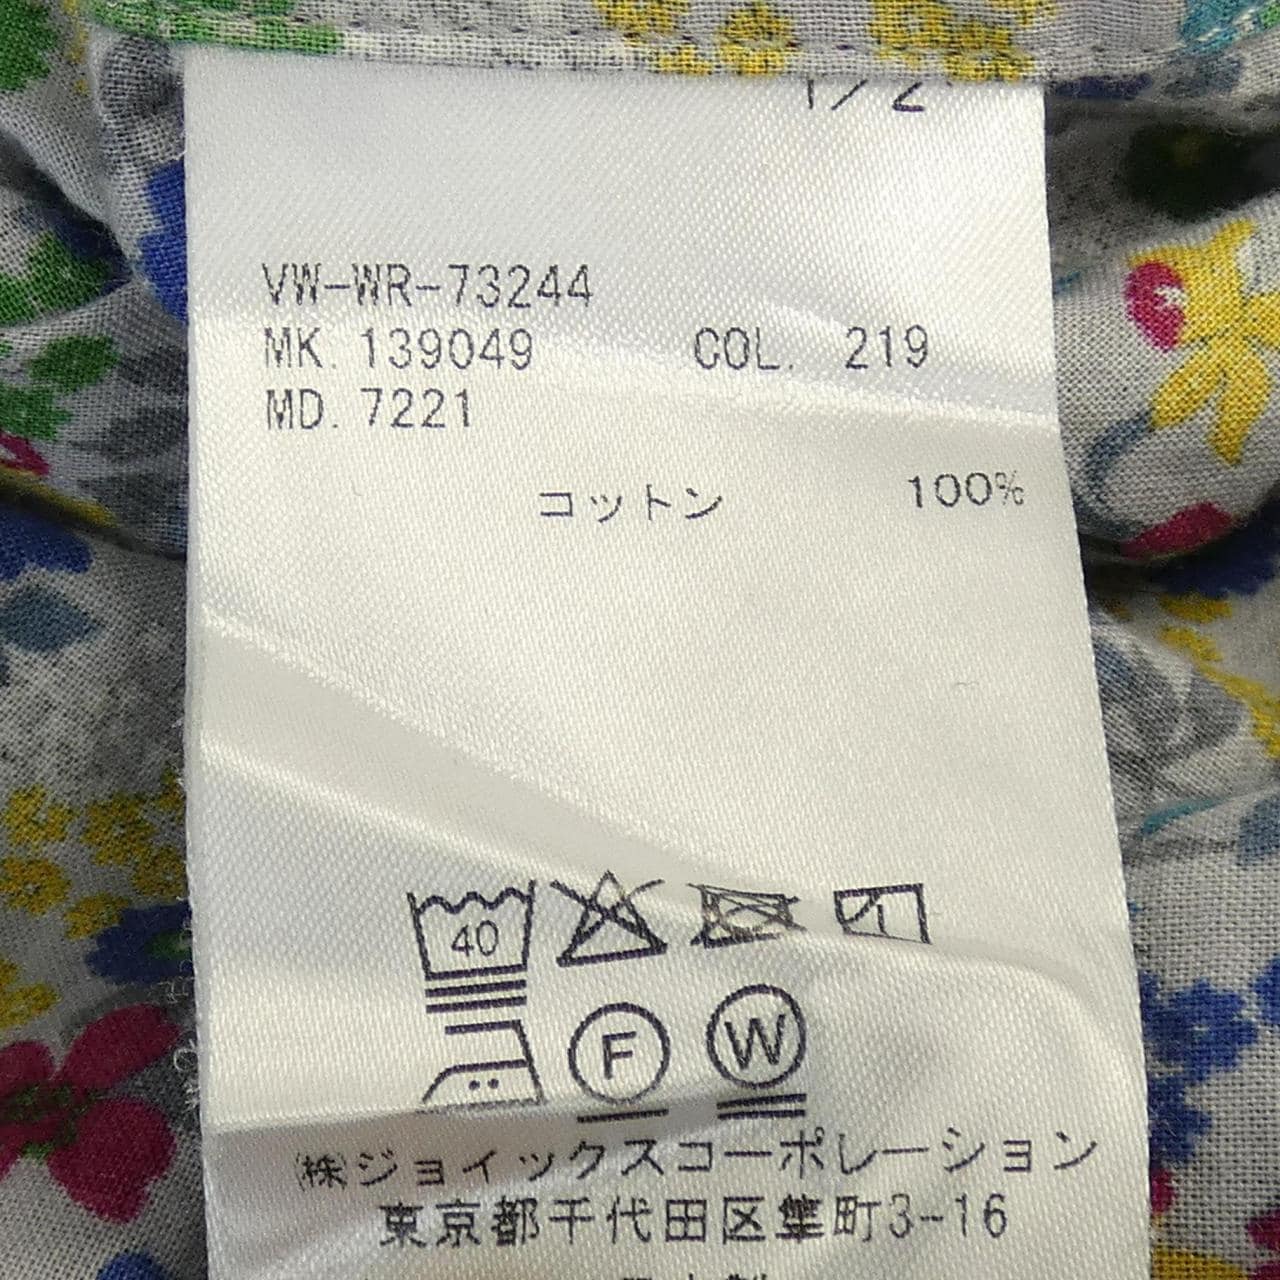 1/2
VW-WR-73244
MK. 139049 COL. 219
MD. 7221
コットン 100%
40
F W
㈱ジョイックスコーポレーション
東京都千代田区隼町3-16